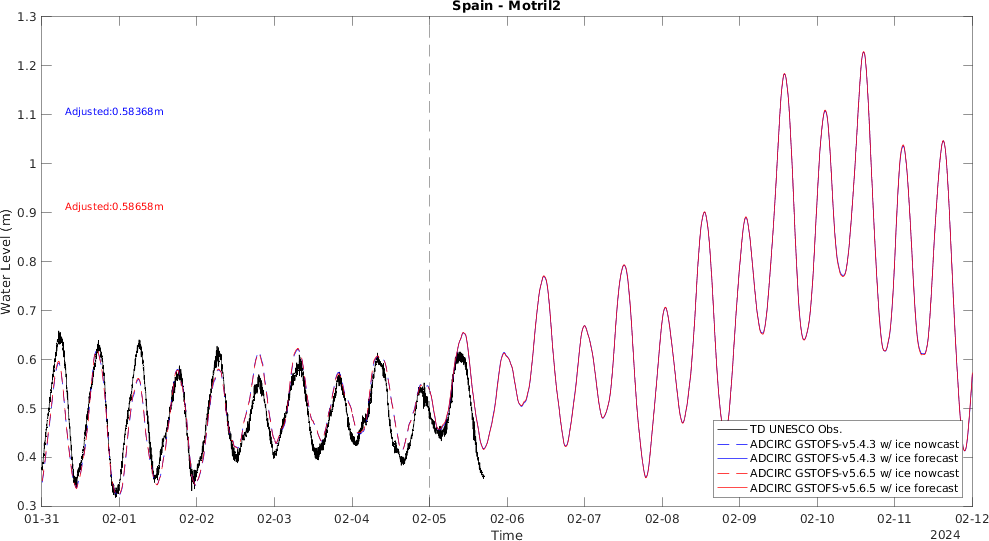 Spain - Motril2
1.3
1.2
1.1
1
0.9
0.8
0.7
0.6
0.5
0.4
0.3
Water Level (m)
Adjusted:0.58368m
Adjusted:0.58658m
TD UNESCO Obs.
ADCIRC GSTOFS-v5.4.3 w/ ice nowcast
ADCIRC GSTOFS-v5.4.3 w/ ice forecast
ADCIRC GSTOFS-v5.6.5 w/ ice nowcast
ADCIRC GSTOFS-v5.6.5 w/ ice forecast
01-31 02-01 02-02 02-03 02-04 02-05 02-06 02-07 02-08 02-09 02-10 02-11 02-12
Time
2024